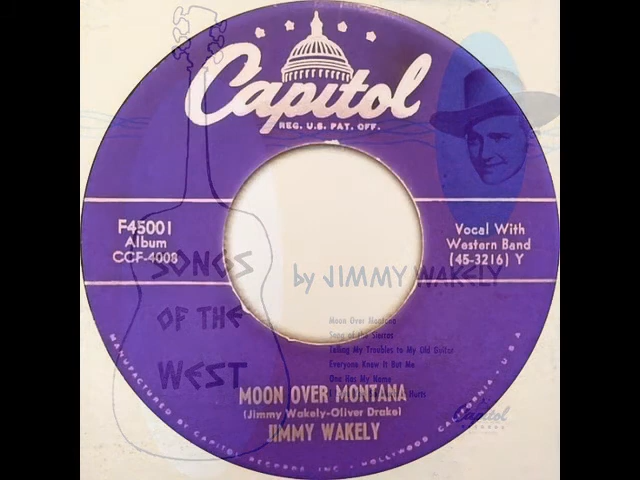 Capitol
REG. U.S. PAT. OFF.
F45001
Album
CCF-4008
Vocal With
Western Band
(45-3216) Y
SONGS
OF THE
WEST
by JIMMY WAKELY
Moon Over Montana
Song of the Sierras
Telling My Troubles to My Old Guitar
Everyone Knew It But Me
One Has My Name
Hurts
MOON OVER MONTANA
(Jimmy Wakely-Oliver Drake)
JIMMY WAKELY
Capitol
RECORDS
MANUFACTURED BY CAPITOL RECORDS INC · HOLLYWOOD CALIFORNIA · U·S·A